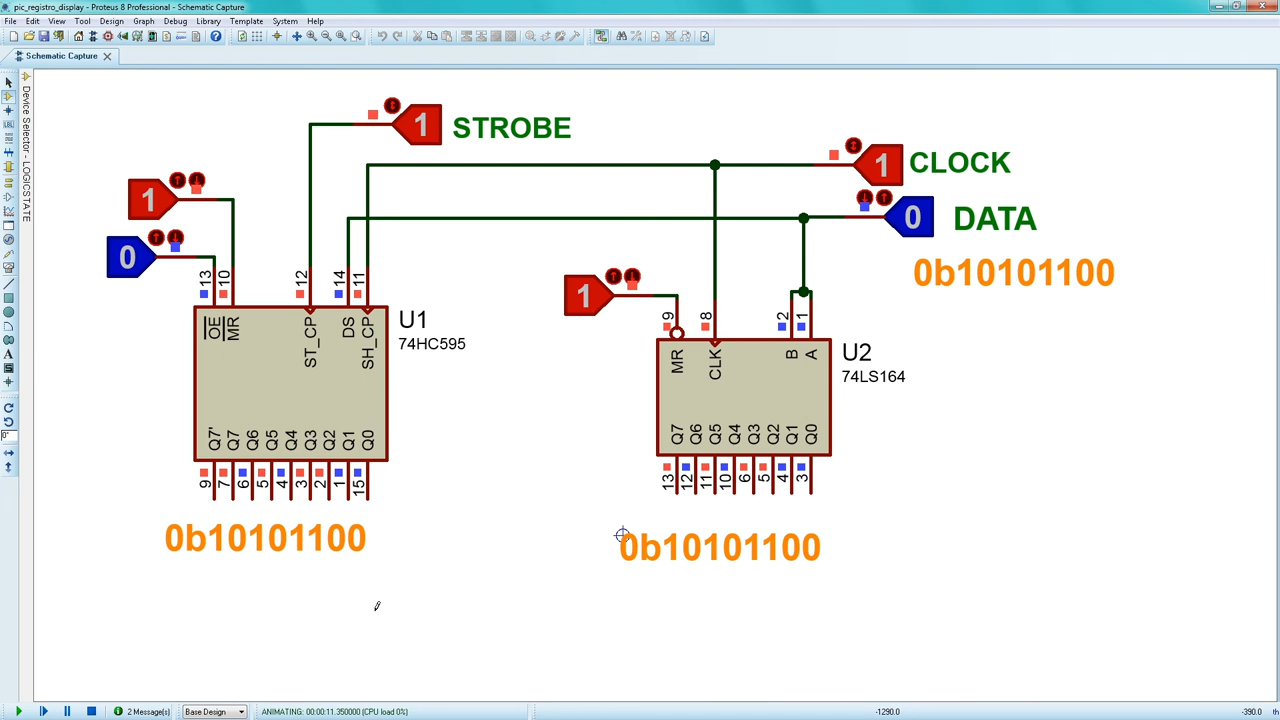 pic_registro_display - Proteus 8 Professional - Schematic Capture
File Edit View Tool Design Graph Debug Library Template System Help
Schematic Capture
Device Selector - LOGICSTATE
1 STROBE
1 CLOCK
1
0 DATA
0
0b10101100
1
13 10 12 14 11
9 8 2 1
OE MR ST_CP DS SH_CP
U1
74HC595
MR CLK B A
U2
74LS164
Q7' Q7 Q6 Q5 Q4 Q3 Q2 Q1 Q0
Q7 Q6 Q5 Q4 Q3 Q2 Q1 Q0
9 7 6 5 4 3 2 1 15
13 12 11 10 6 5 4 3
0b10101100
0b10101100
2 Message(s) Base Design ANIMATING: 00:00:11.350000 (CPU load 0%) -1290.0 -390.0 th